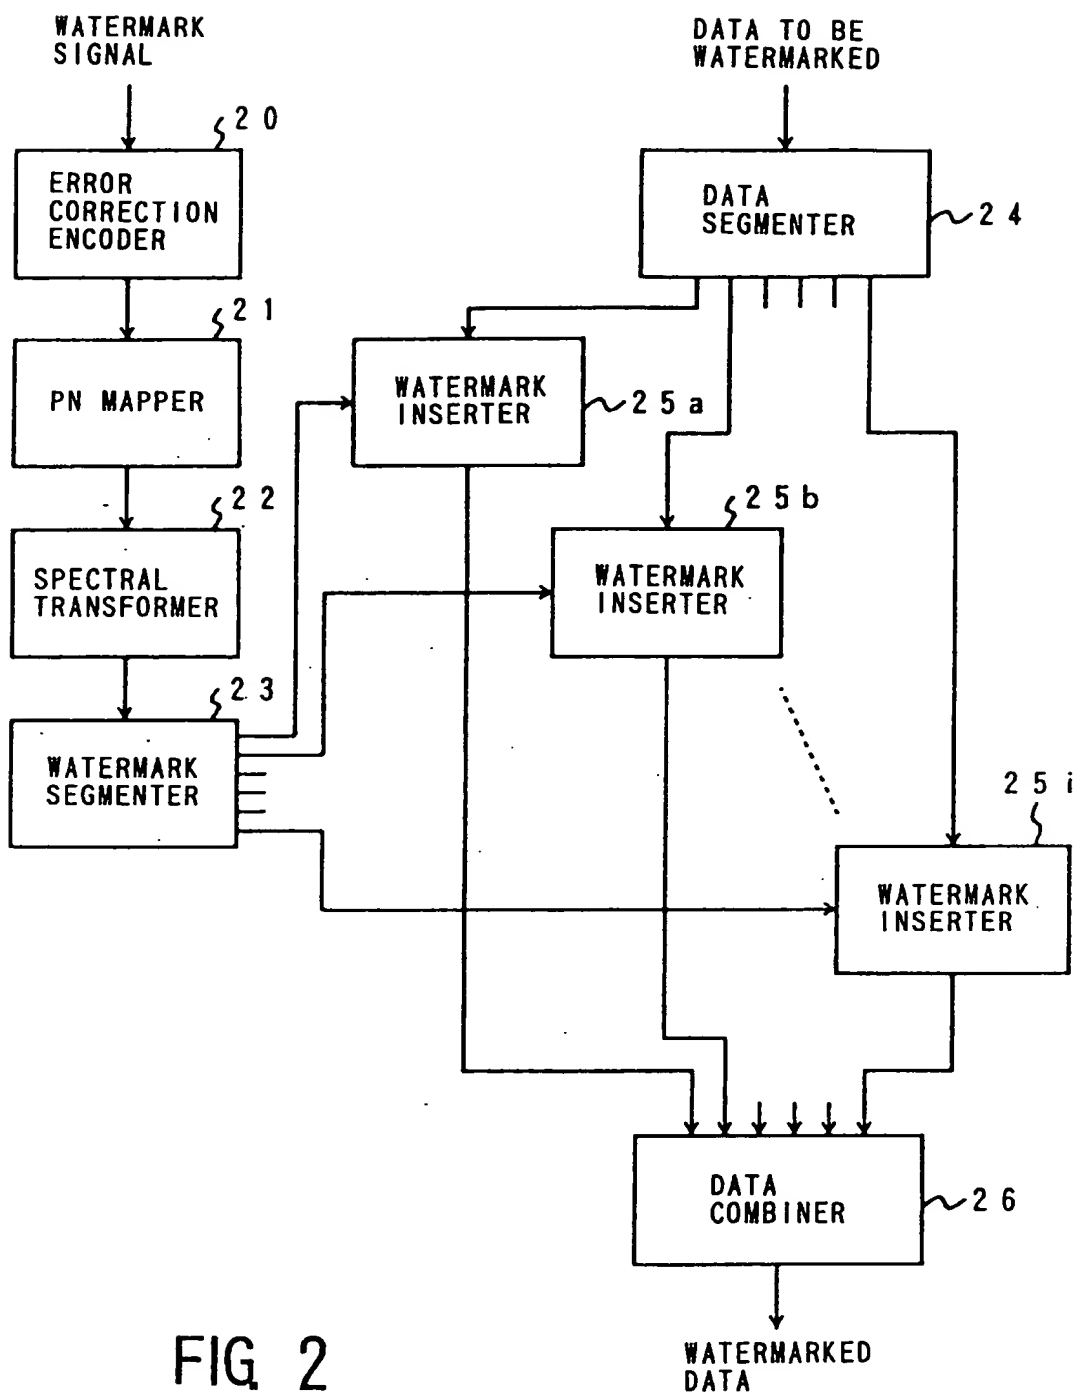 WATERMARK
SIGNAL
DATA TO BE
WATERMARKED
20
ERROR
CORRECTION
ENCODER
DATA
SEGMENTER
24
21
PN MAPPER
WATERMARK
INSERTER
25a
22
SPECTRAL
TRANSFORMER
25b
WATERMARK
INSERTER
23
WATERMARK
SEGMENTER
25i
WATERMARK
INSERTER
DATA
COMBINER
26
WATERMARKED
DATA
FIG. 2